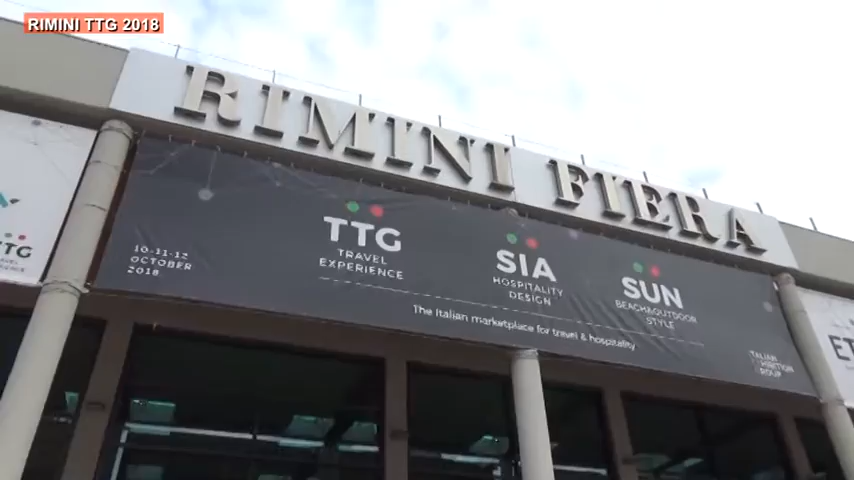 RIMINI TTG 2018
RIMINI FIERA
TTG
TRAVEL
EXPERIENCE
SIA
HOSPITALITY
DESIGN
SUN
BEACH&OUTDOOR
STYLE
10-11-12
OCTOBER
2018
The Italian marketplace for travel & hospitality
TTG